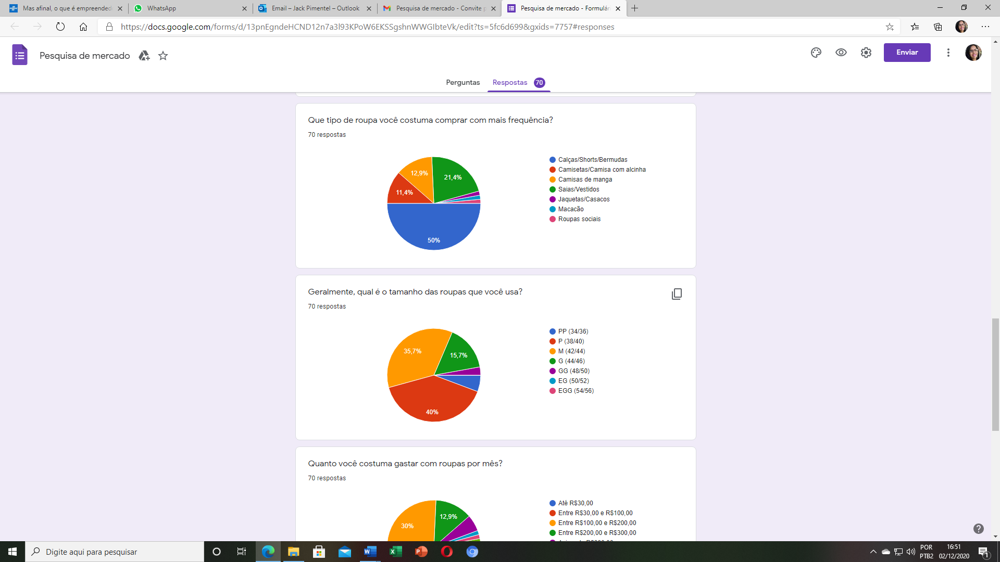 Mas afinal, o que é empreended
WhatsApp
Email – Jack Pimentel – Outlook
Pesquisa de mercado - Convite p
Pesquisa de mercado - Formulári
https://docs.google.com/forms/d/13pnEgndeHCND12n7a3l93KPoW6EKSSgshnWWGIbteVk/edit?ts=5fc6d699&gxids=7757#responses
Pesquisa de mercado
Enviar
Perguntas
Respostas 70
Que tipo de roupa você costuma comprar com mais frequência?
70 respostas
12,9%
21,4%
11,4%
50%
Calças/Shorts/Bermudas
Camisetas/Camisa com alcinha
Camisas de manga
Saias/Vestidos
Jaquetas/Casacos
Macacão
Roupas sociais
Geralmente, qual é o tamanho das roupas que você usa?
70 respostas
35,7%
15,7%
40%
PP (34/36)
P (38/40)
M (42/44)
G (44/46)
GG (48/50)
EG (50/52)
EGG (54/56)
Quanto você costuma gastar com roupas por mês?
70 respostas
30%
12,9%
Até R$30,00
Entre R$30,00 e R$100,00
Entre R$100,00 e R$200,00
Entre R$200,00 e R$300,00
Digite aqui para pesquisar
POR
PTB2
16:51
02/12/2020
1